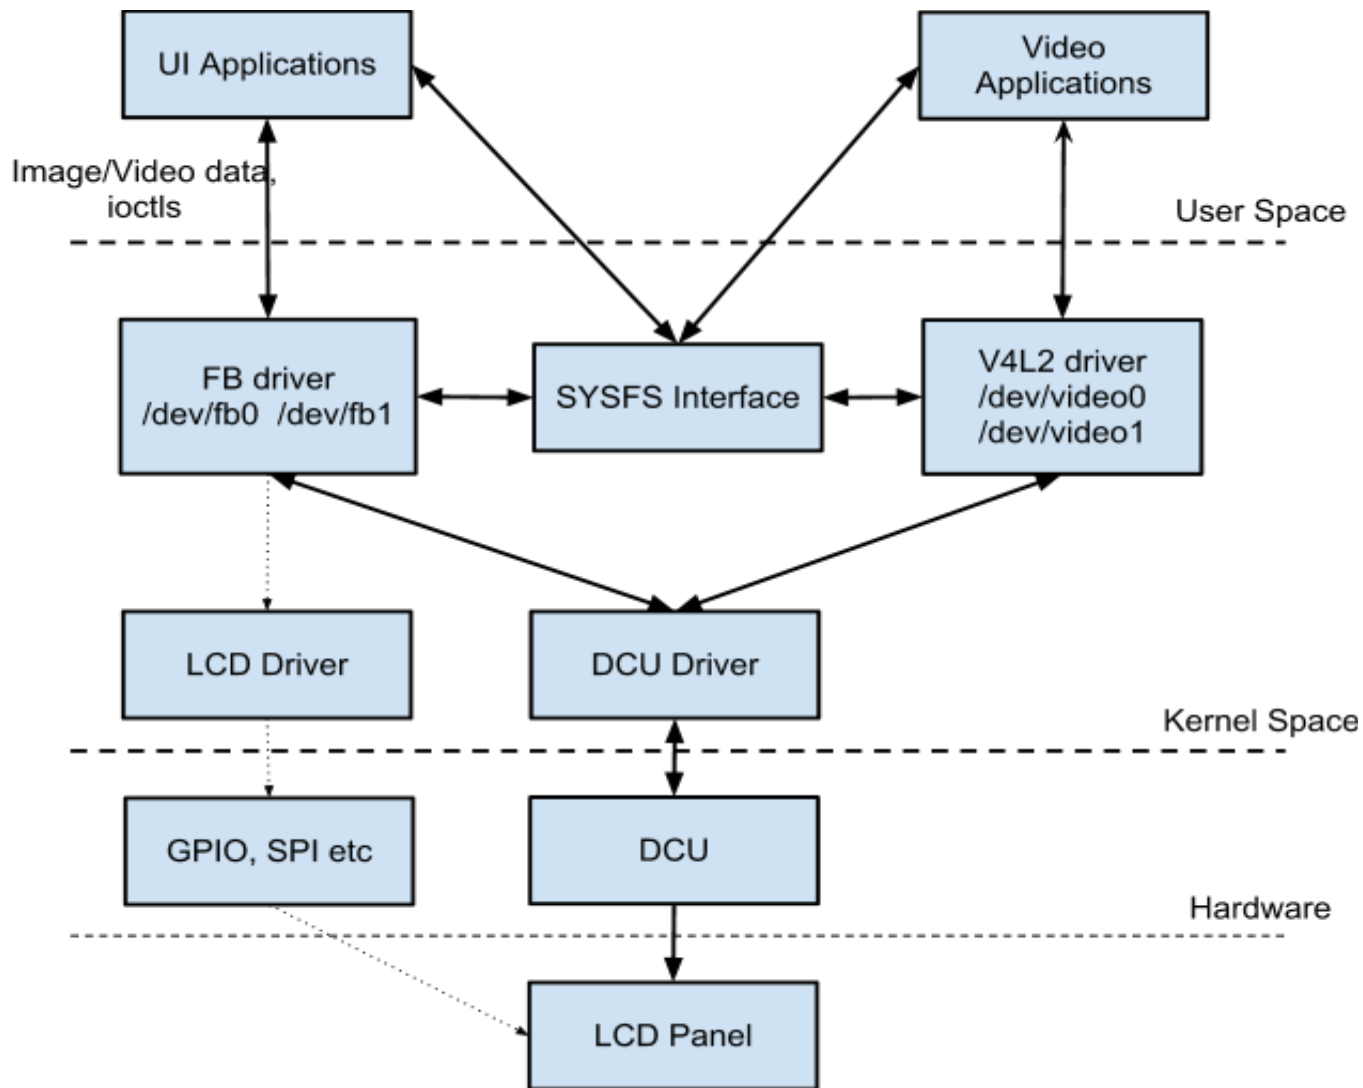 UI Applications
Video
Applications
Image/Video data,
ioctls
User Space
FB driver
/dev/fb0 /dev/fb1
SYSFS Interface
V4L2 driver
/dev/video0
/dev/video1
LCD Driver
DCU Driver
Kernel Space
GPIO, SPI etc
DCU
Hardware
LCD Panel